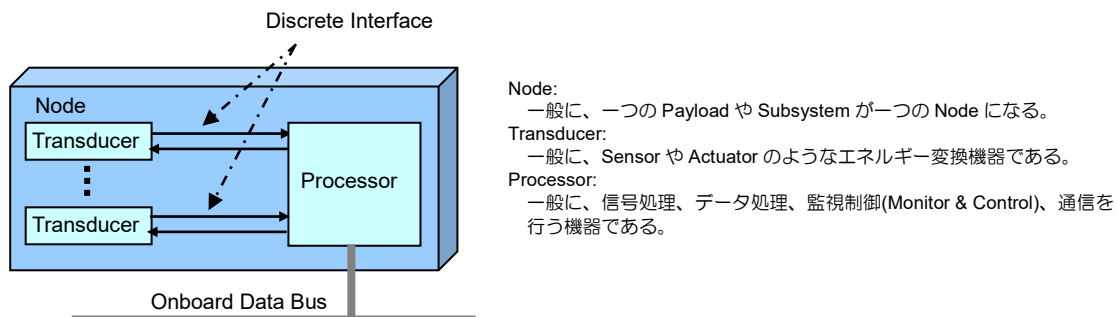 Discrete Interface
Node
Transducer
Processor
Transducer
Onboard Data Bus
Node:
一般に、一つの Payload や Subsystem が一つの Node になる。
Transducer:
一般に、Sensor や Actuator のようなエネルギー変換機器である。
Processor:
一般に、信号処理、データ処理、監視制御(Monitor & Control)、通信を
行う機器である。